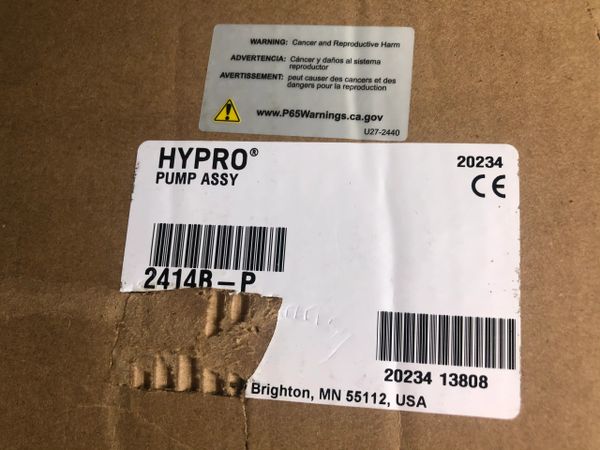 WARNING: Cancer and Reproductive Harm
ADVERTENCIA: Cáncer y daños al sistema
reproductor
AVERTISSEMENT: peut causer des cancers et des
dangers pour la reproduction
www.P65Warnings.ca.gov
U27-2440
HYPRO®
20234
PUMP ASSY
CE
2414B-P
20234 13808
Brighton, MN 55112, USA